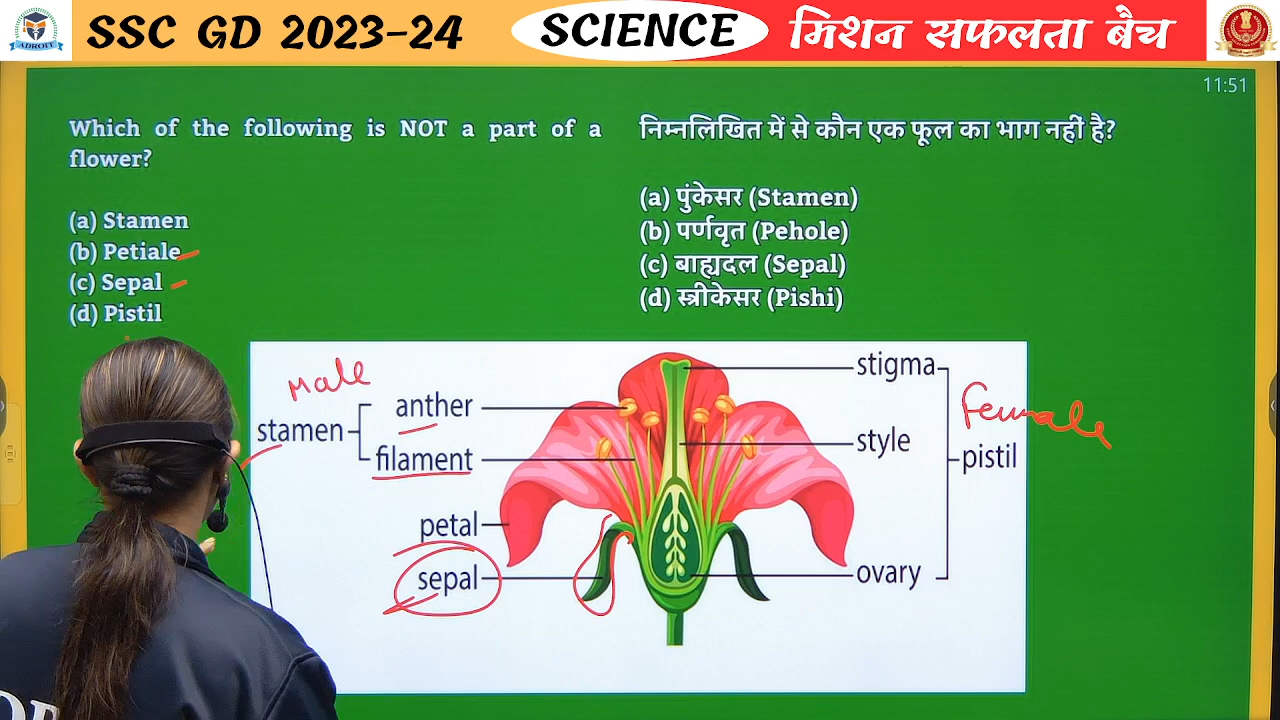 SSC GD 2023-24
SCIENCE
मिशन सफलता बैच
ADROIT
11:51
Which of the following is NOT a part of a
flower?
(a) Stamen
(b) Petiale
(c) Sepal
(d) Pistil
निम्नलिखित में से कौन एक फूल का भाग नहीं है?
(a) पुंकेसर (Stamen)
(b) पर्णवृत (Pehole)
(c) बाह्यदल (Sepal)
(d) स्त्रीकेसर (Pishi)
Male
stamen
anther
filament
petal
sepal
stigma
style
ovary
Female
pistil